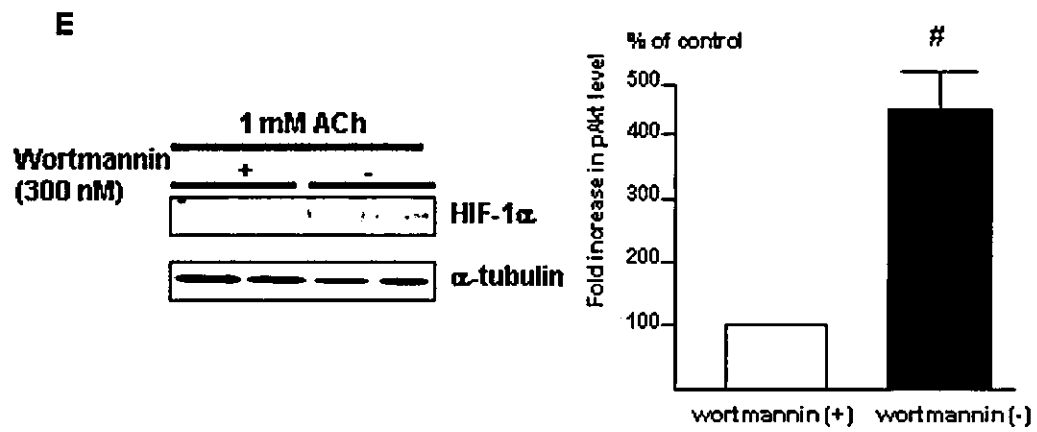 E
1 mM ACh
Wortmannin
(300 nM)
+ -
HIF-1α
α-tubulin
% of control
#
Fold increase in pAkt level
500
400
300
200
100
wortmannin (+) wortmannin (-)